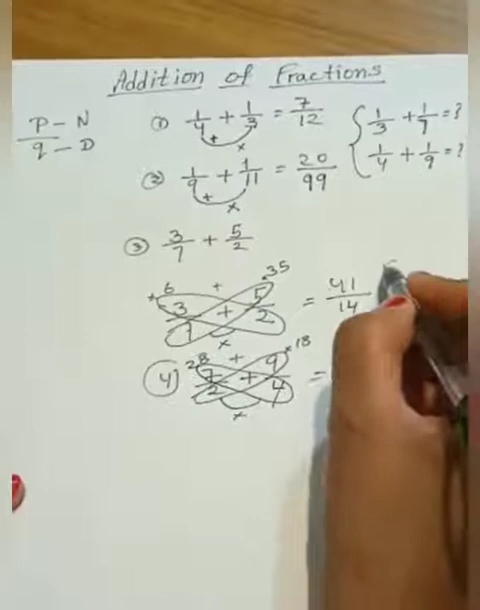 Addition of Fractions
P - N
q - D
① 1/4 + 1/3 = 7/12
+
×
② 1/9 + 1/11 = 20/99
+
×
{ 1/3 + 1/7 = ?
1/4 + 1/9 = ?
③ 3/7 + 5/2
6 + 35
3/7 + 5/2 = 41/14
×
4) 28 + 18
7/2 + 9/4 =
×